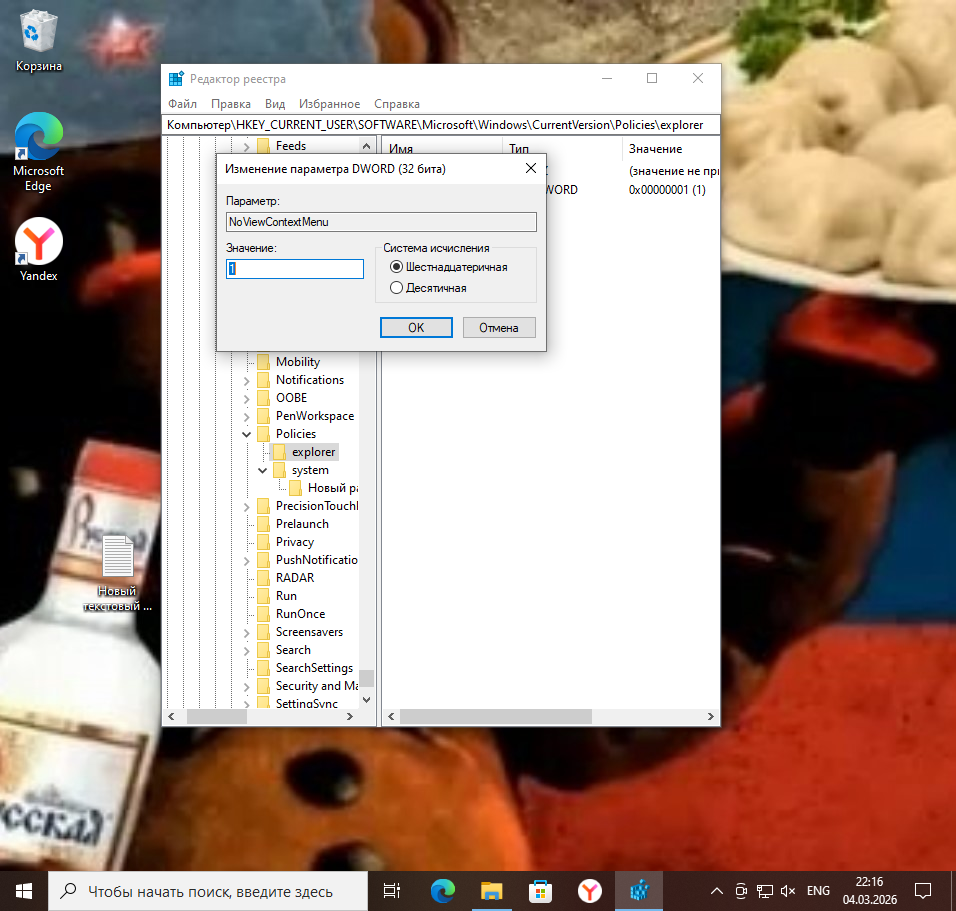 Корзина
Microsoft
Edge
Yandex
Редактор реестра
Файл Правка Вид Избранное Справка
Компьютер\HKEY_CURRENT_USER\SOFTWARE\Microsoft\Windows\CurrentVersion\Policies\explorer
Feeds
Имя Тип Значение
(значение не при
WORD 0x00000001 (1)
Изменение параметра DWORD (32 бита)
Параметр:
NoViewContextMenu
Значение:
1
Система исчисления
Шестнадцатеричная
Десятичная
OK Отмена
Mobility
Notifications
OOBE
PenWorkspace
Policies
explorer
system
Новый ра
PrecisionTouchP
Prelaunch
Privacy
PushNotificatio
RADAR
Run
RunOnce
Screensavers
Search
SearchSettings
Security and Ma
SettingSync
Новый
текстовый ...
сская
Чтобы начать поиск, введите здесь
ENG
22:16
04.03.2026